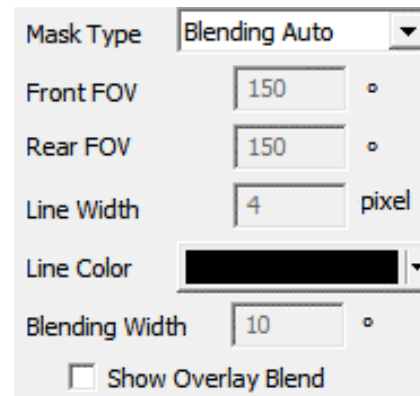 Mask Type Blending Auto
Front FOV 150 °
Rear FOV 150 °
Line Width 4 pixel
Line Color
Blending Width 10 °
Show Overlay Blend